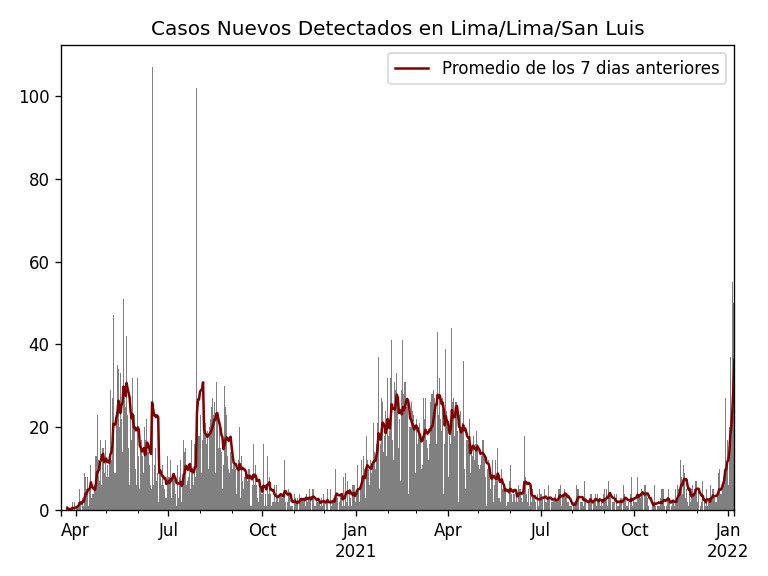 Casos Nuevos Detectados en Lima/Lima/San Luis
Promedio de los 7 dias anteriores
100
80
60
40
20
0
Apr Jul Oct Jan Apr Jul Oct Jan
2021 2022